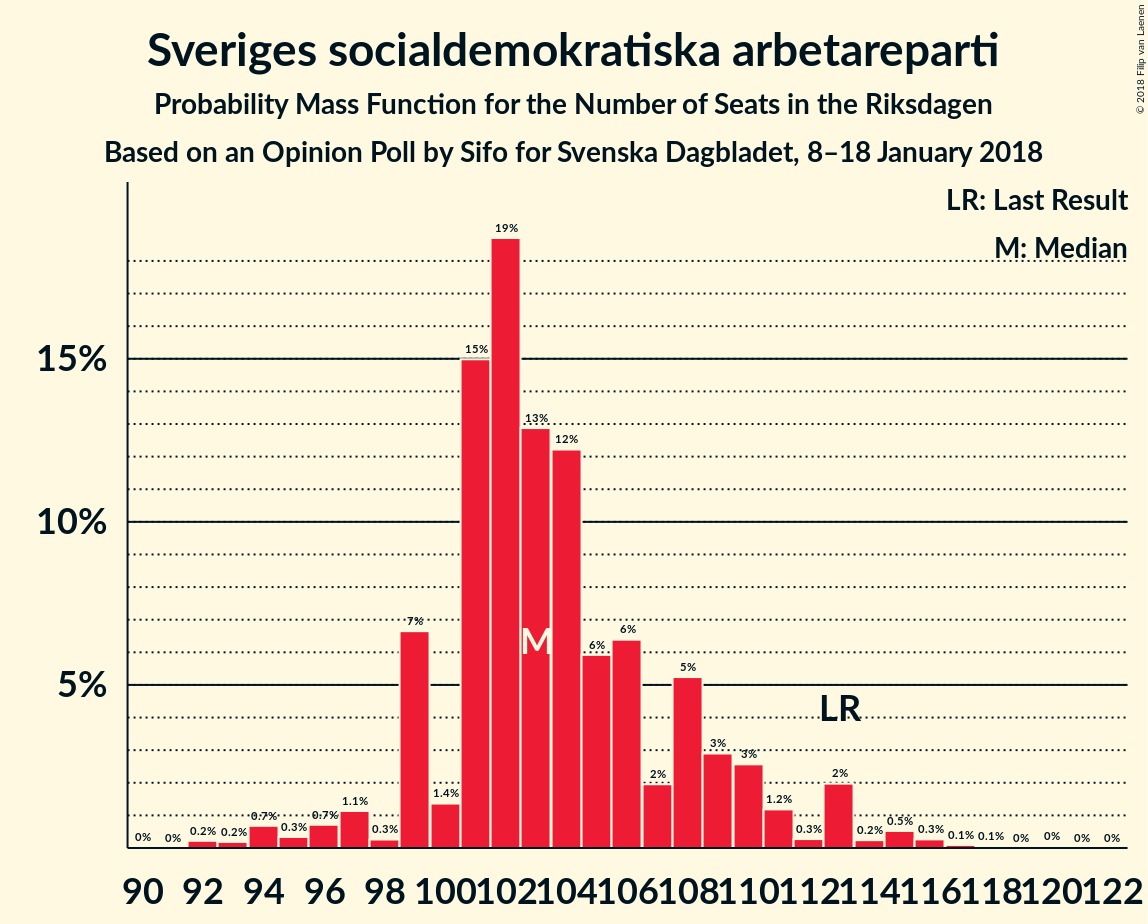 Sveriges socialdemokratiska arbetareparti
Probability Mass Function for the Number of Seats in the Riksdagen
Based on an Opinion Poll by Sifo for Svenska Dagbladet, 8–18 January 2018
© 2018 Filip van Laenen
LR: Last Result
M: Median
15%
10%
5%
0% 0% 0.2% 0.2% 0.7% 0.3% 0.7% 1.1% 0.3% 7% 1.4% 15% 19% 13% 12% 6% 6% 2% 5% 3% 3% 1.2% 0.3% 2% 0.2% 0.5% 0.3% 0.1% 0.1% 0% 0% 0% 0%
M
LR
90 92 94 96 98 100 102 104 106 108 110 112 114 116 118 120 122